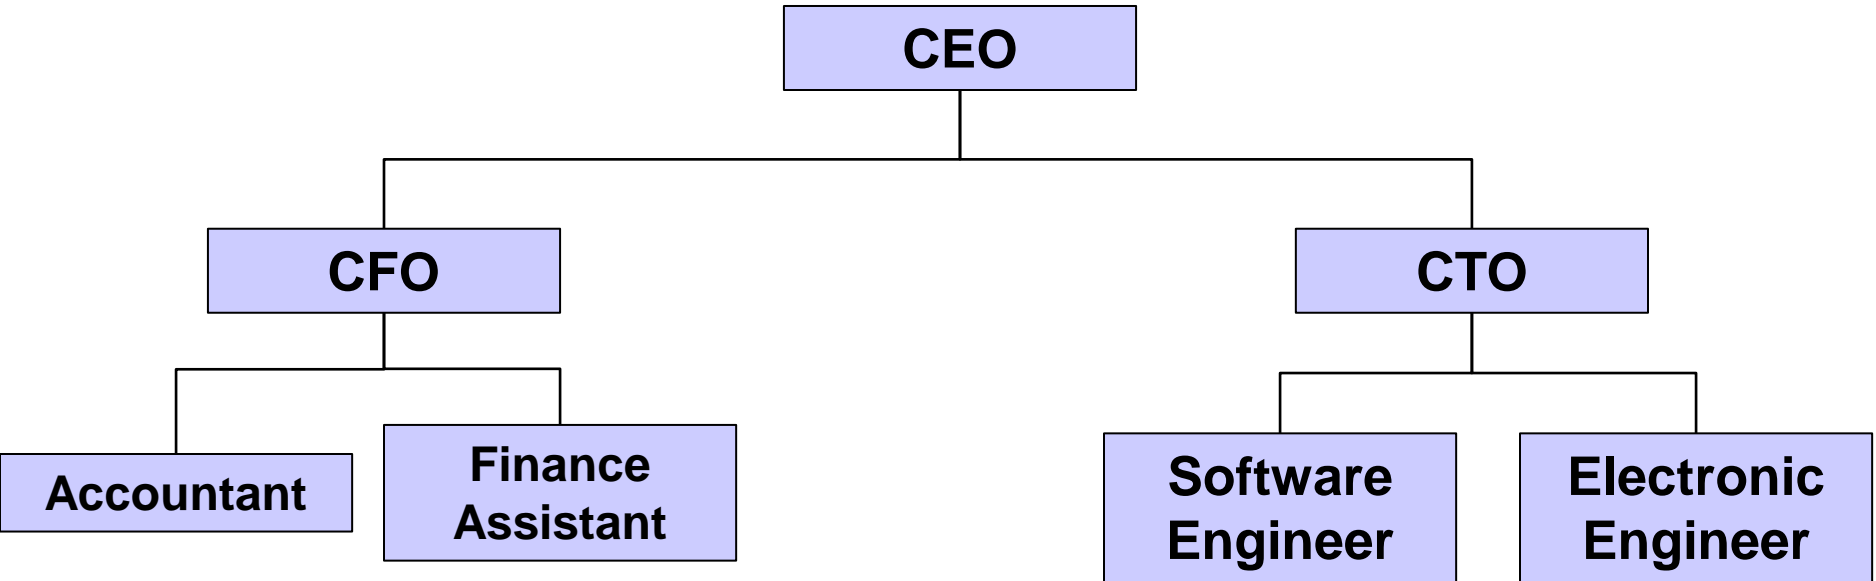 CEO
CFO
CTO
Accountant
Finance
Assistant
Software
Engineer
Electronic
Engineer